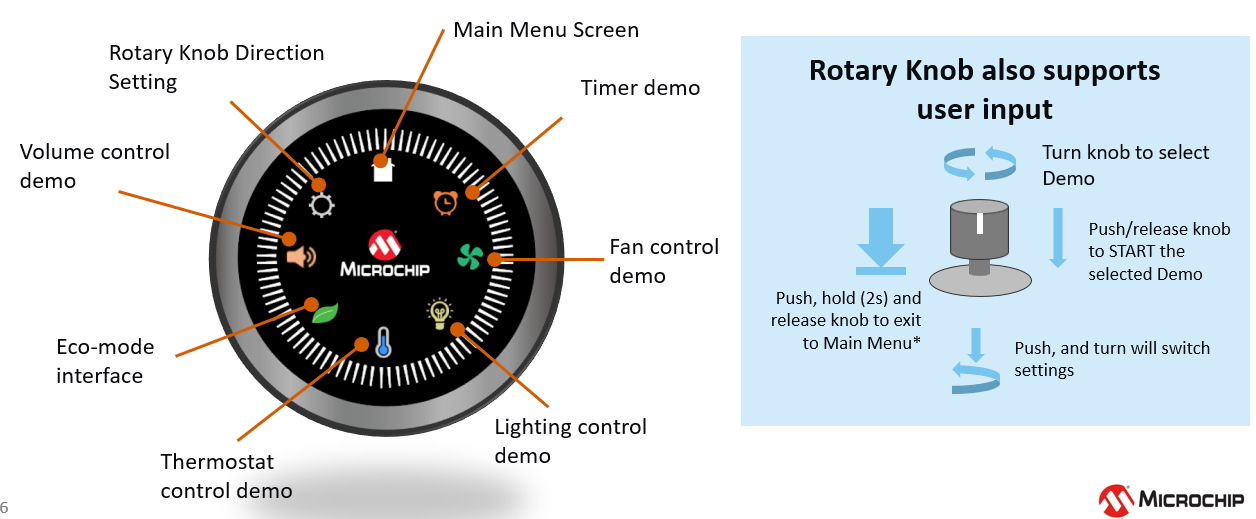 Main Menu Screen
Rotary Knob Direction
Setting
Timer demo
Volume control
demo
Fan control
demo
MICROCHIP
Eco-mode
interface
Lighting control
demo
Thermostat
control demo
Rotary Knob also supports
user input
Turn knob to select
Demo
Push/release knob
to START the
selected Demo
Push, hold (2s) and
release knob to exit
to Main Menu*
Push, and turn will switch
settings
6
MICROCHIP